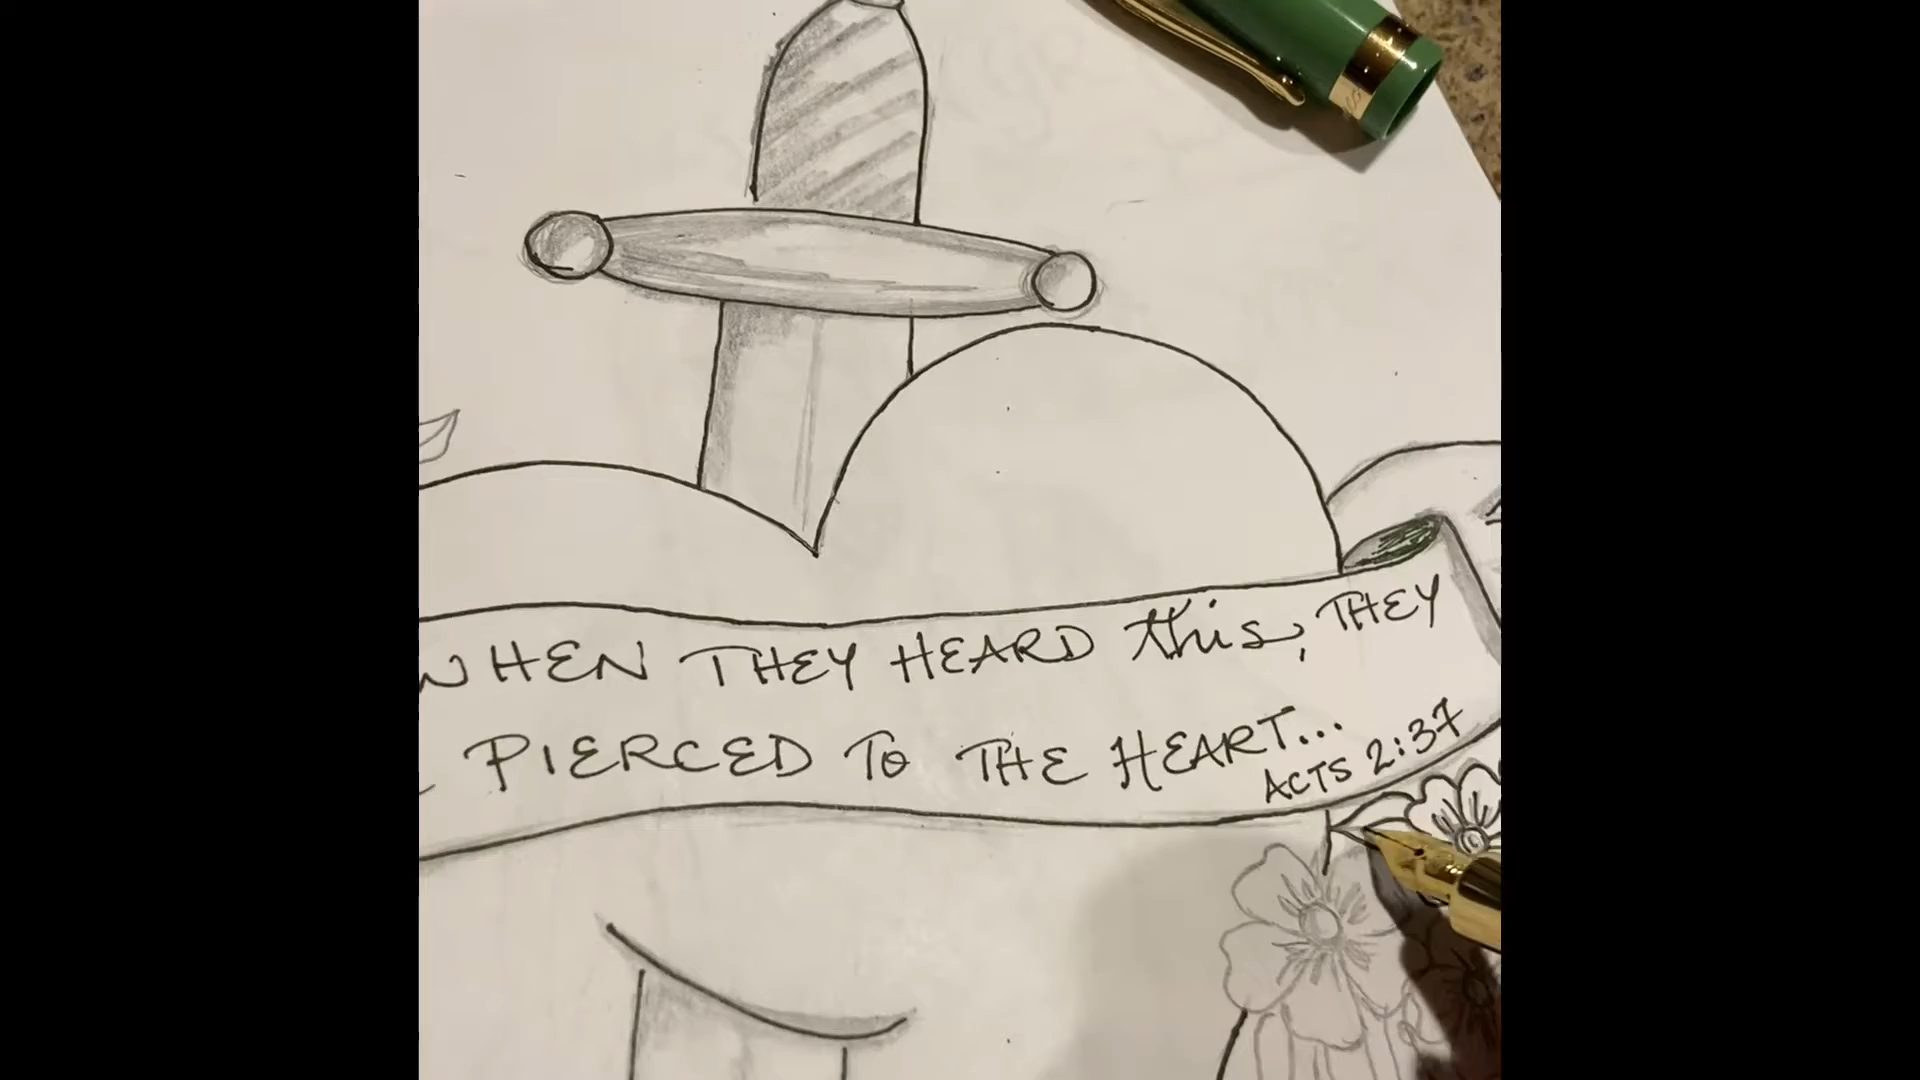 WHEN THEY HEARD this, THEY
PIERCED TO THE HEART...
ACTS 2:37